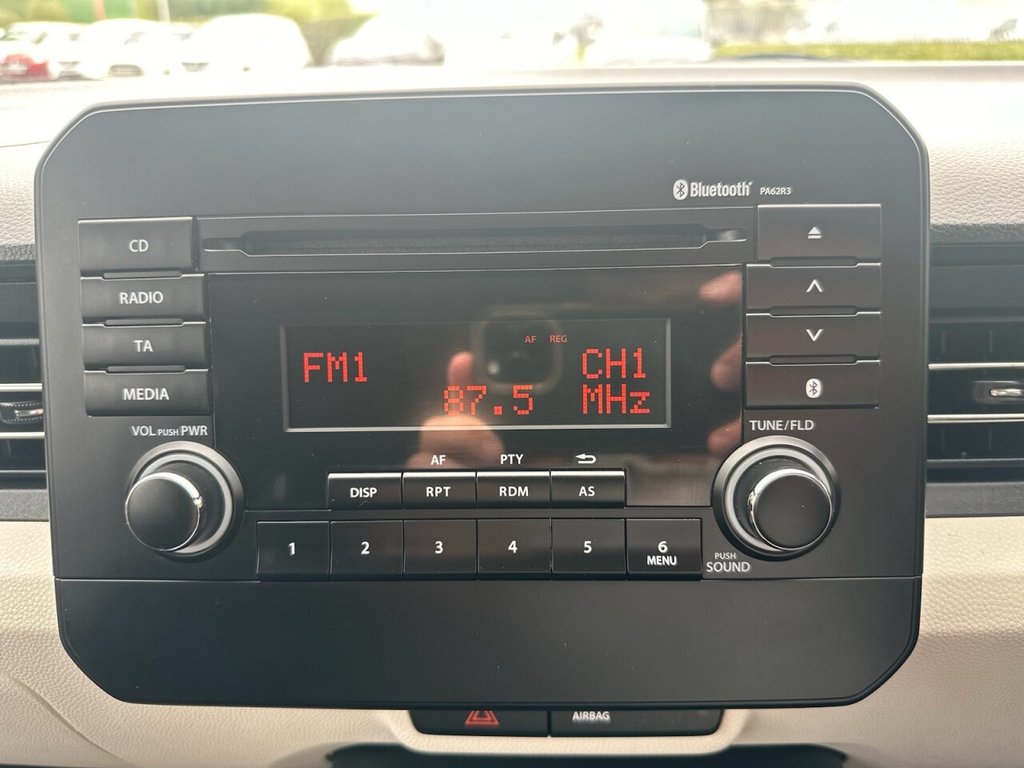 Bluetooth® PA62R3
CD
RADIO
TA
MEDIA
AF REG
FM1 CH1
87.5 MHz
VOL PUSH PWR
TUNE/FLD
AF PTY
DISP RPT RDM AS
1 2 3 4 5 6
MENU
PUSH
SOUND
AIRBAG